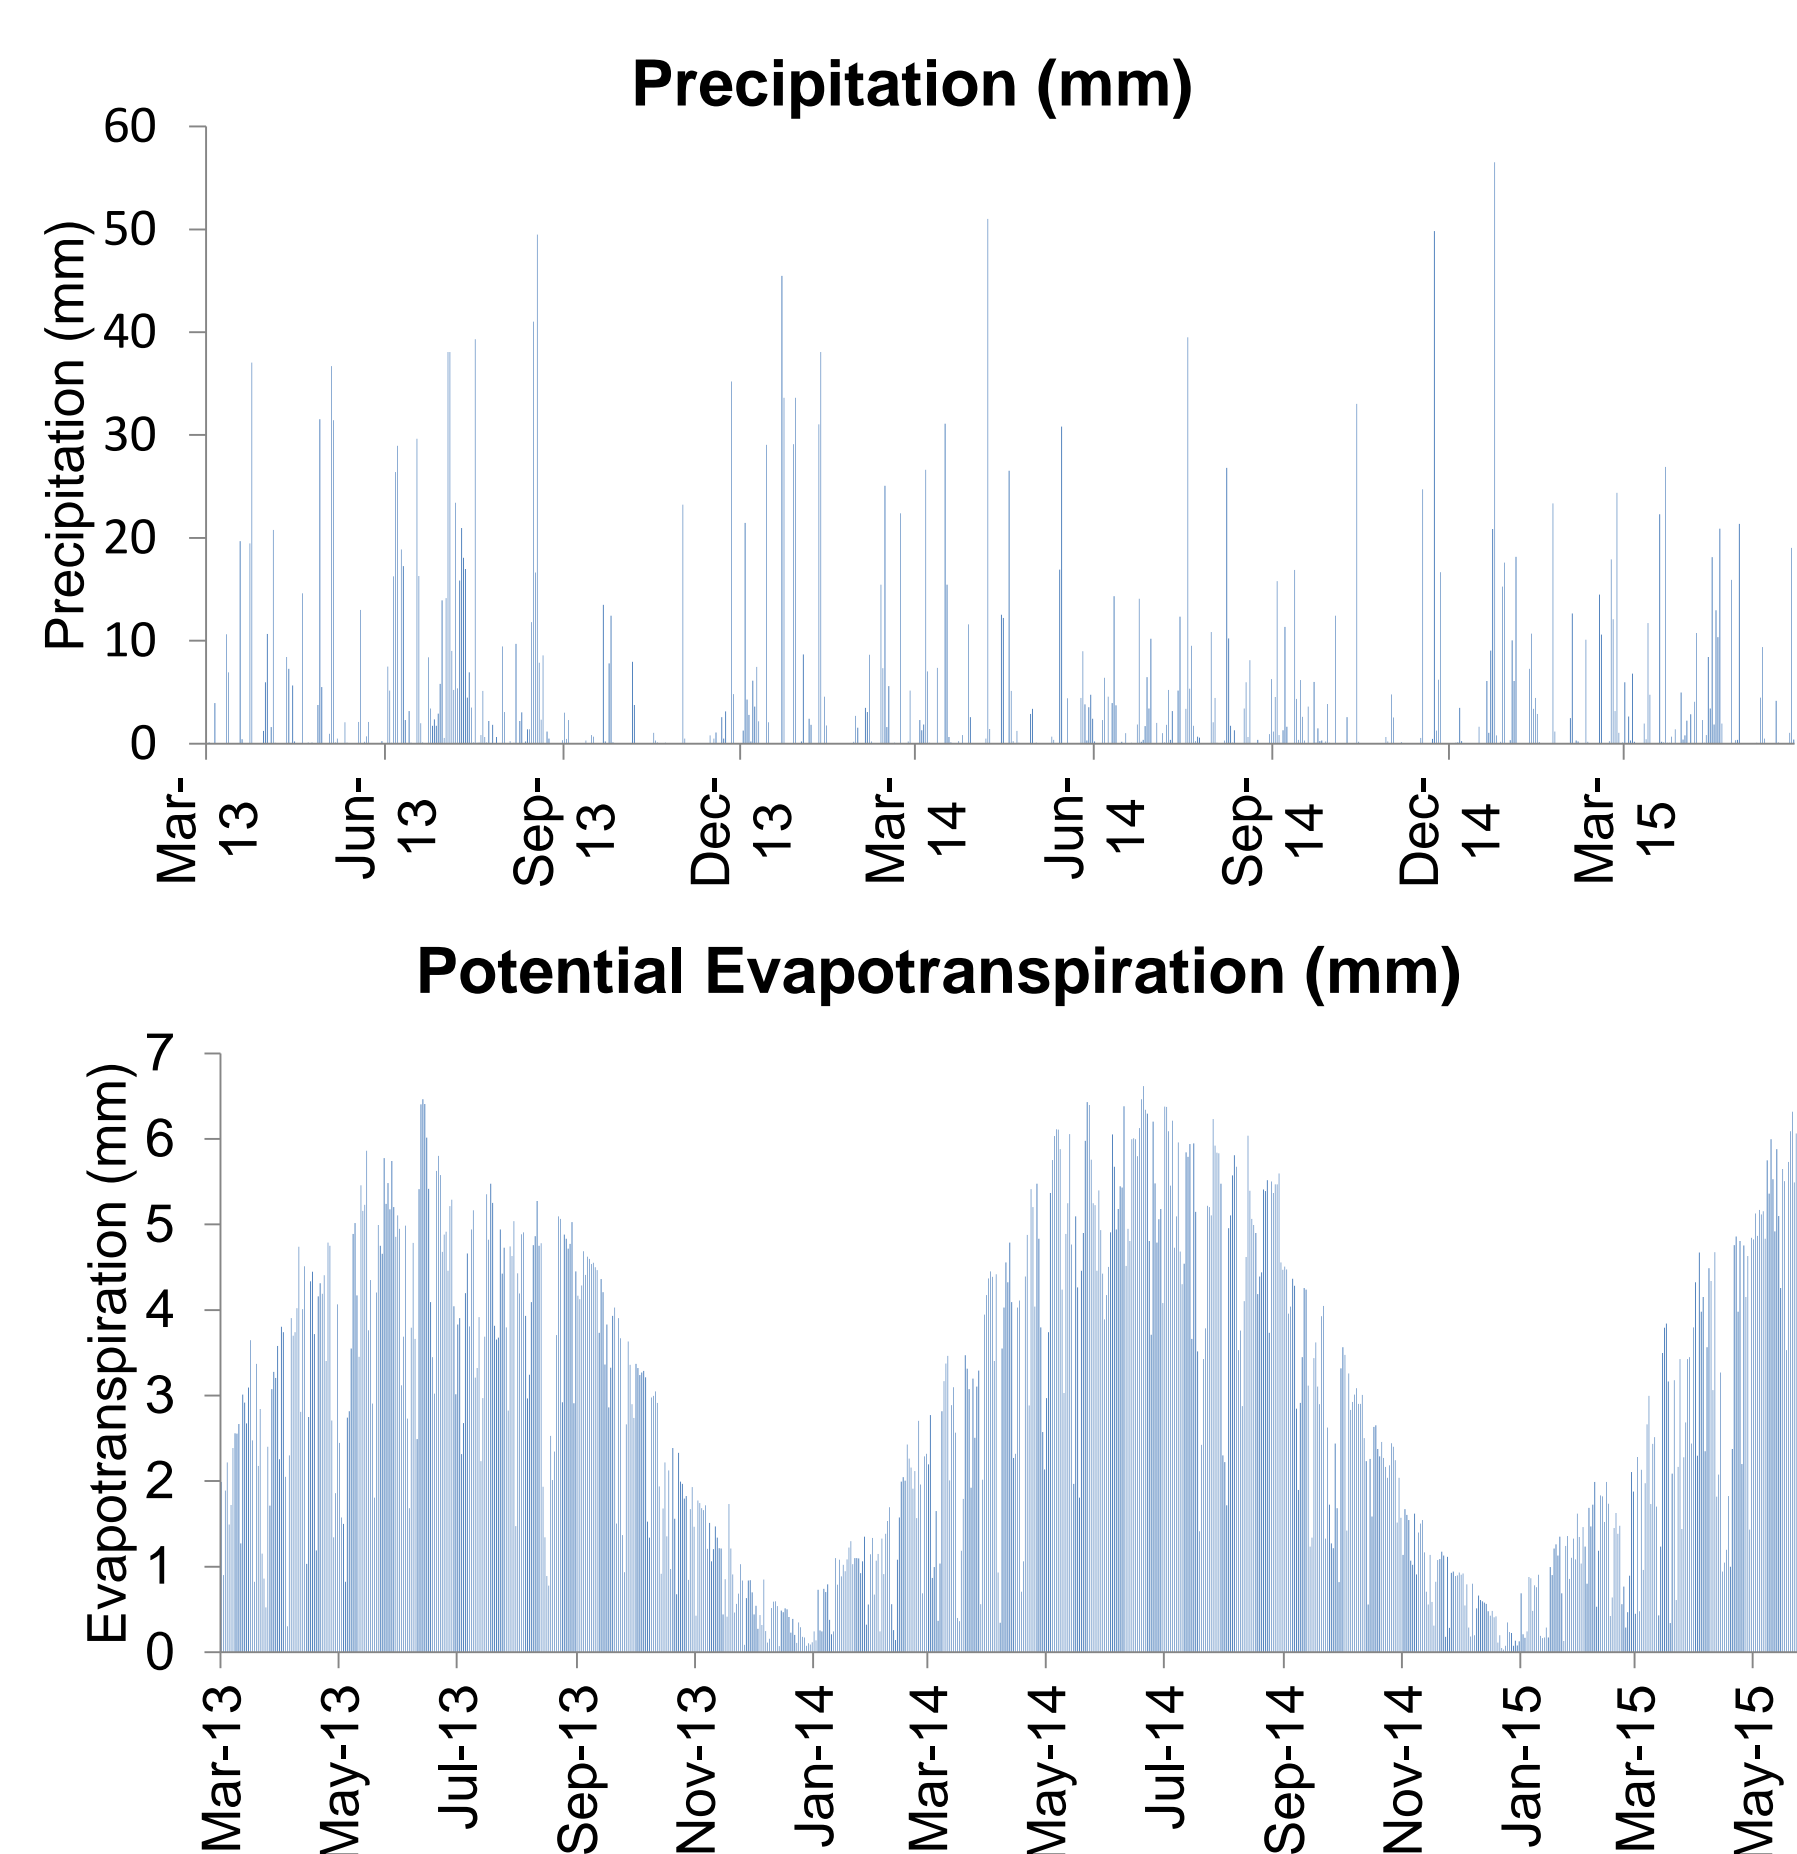 Precipitation (mm)
Precipitation (mm)
60
50
40
30
20
10
0
Mar-
13
Jun-
13
Sep-
13
Dec-
13
Mar-
14
Jun-
14
Sep-
14
Dec-
14
Mar-
15
Potential Evapotranspiration (mm)
Evapotranspiration (mm)
7
6
5
4
3
2
1
0
Mar-13
May-13
Jul-13
Sep-13
Nov-13
Jan-14
Mar-14
May-14
Jul-14
Sep-14
Nov-14
Jan-15
Mar-15
May-15